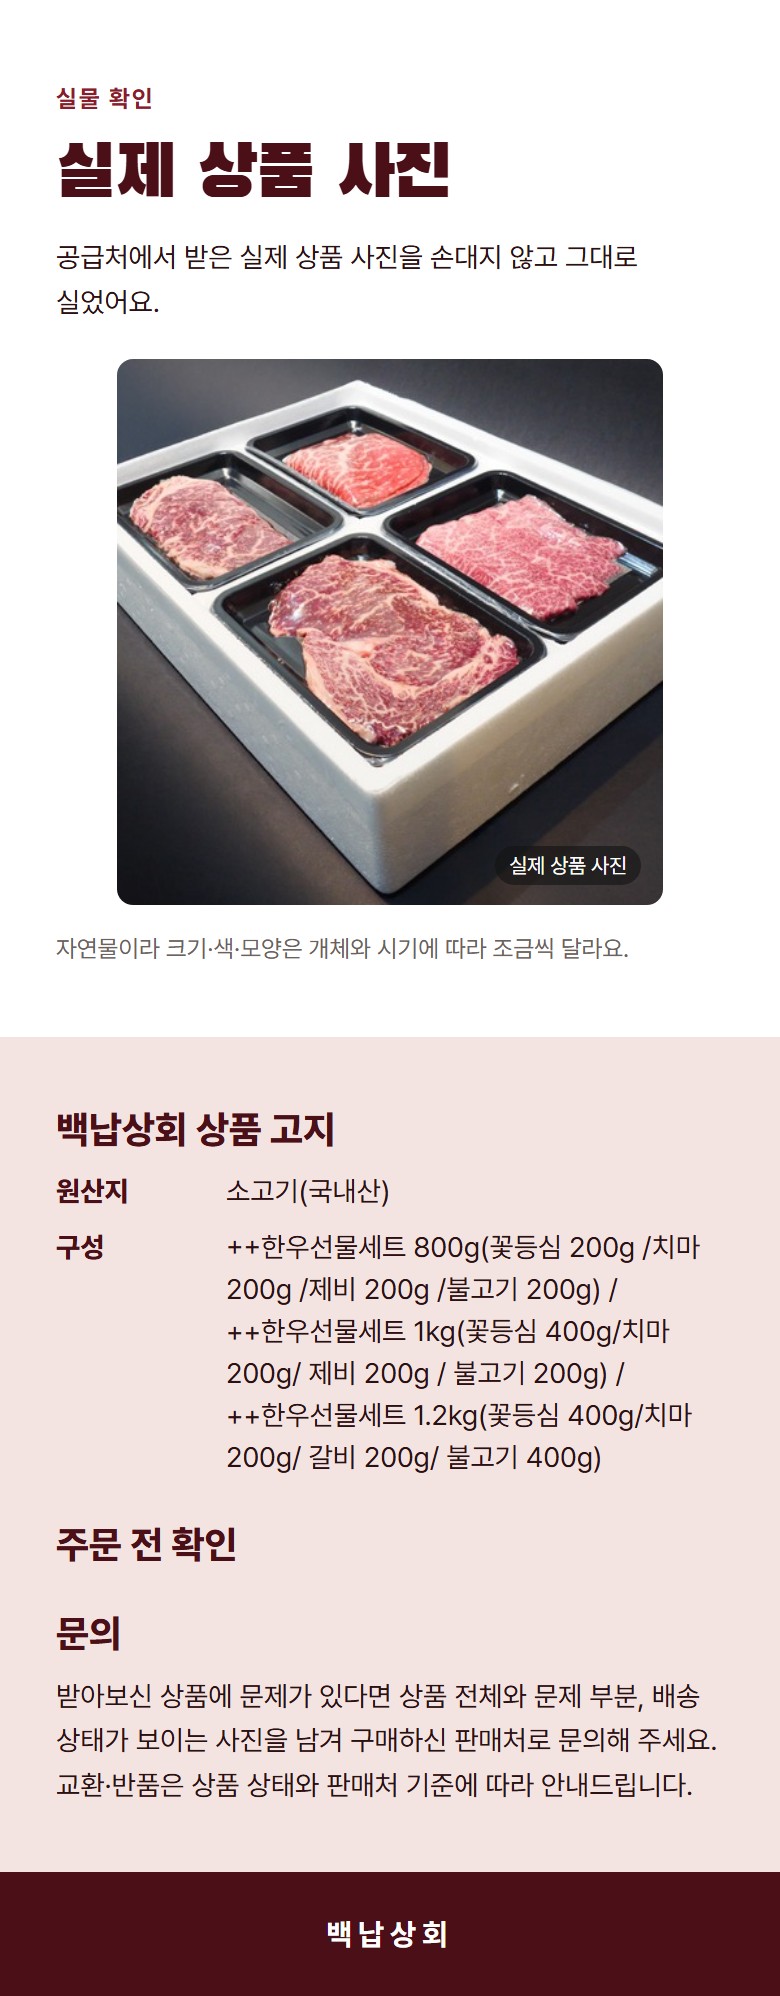 실물 확인
실제 상품 사진
공급처에서 받은 실제 상품 사진을 손대지 않고 그대로
실었어요.
실제 상품 사진
자연물이라 크기·색·모양은 개체와 시기에 따라 조금씩 달라요.
백납상회 상품 고지
원산지 소고기(국내산)
구성 ++한우선물세트 800g(꽃등심 200g /치마
200g /제비 200g /불고기 200g) /
++한우선물세트 1kg(꽃등심 400g/치마
200g/ 제비 200g / 불고기 200g) /
++한우선물세트 1.2kg(꽃등심 400g/치마
200g/ 갈비 200g/ 불고기 400g)
주문 전 확인
문의
받아보신 상품에 문제가 있다면 상품 전체와 문제 부분, 배송
상태가 보이는 사진을 남겨 구매하신 판매처로 문의해 주세요.
교환·반품은 상품 상태와 판매처 기준에 따라 안내드립니다.
백납상회